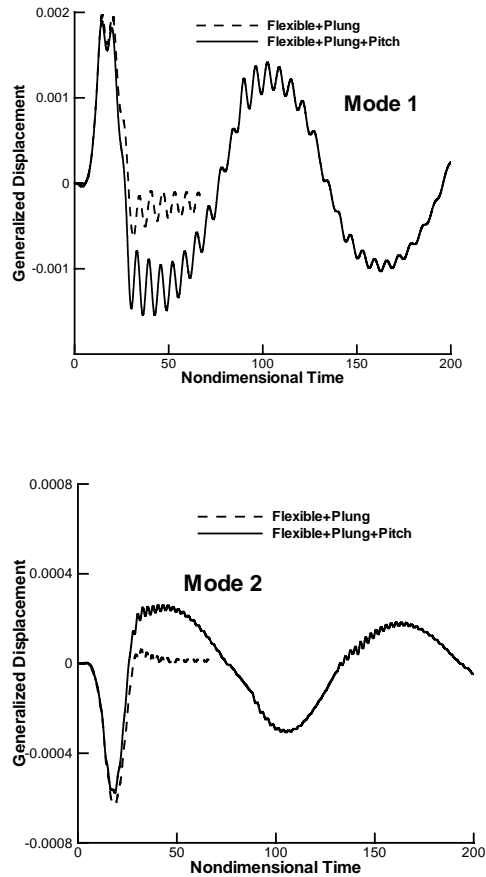 0.002
Flexible+Plung
Flexible+Plung+Pitch
Mode 1
0.001
0
-0.001
Generalized Displacement
0 50 100 150 200
Nondimensional Time
0.0008
Flexible+Plung
Flexible+Plung+Pitch
0.0004
Mode 2
0
-0.0004
-0.0008
Generalized Displacement
0 50 100 150 200
Nondimensional Time